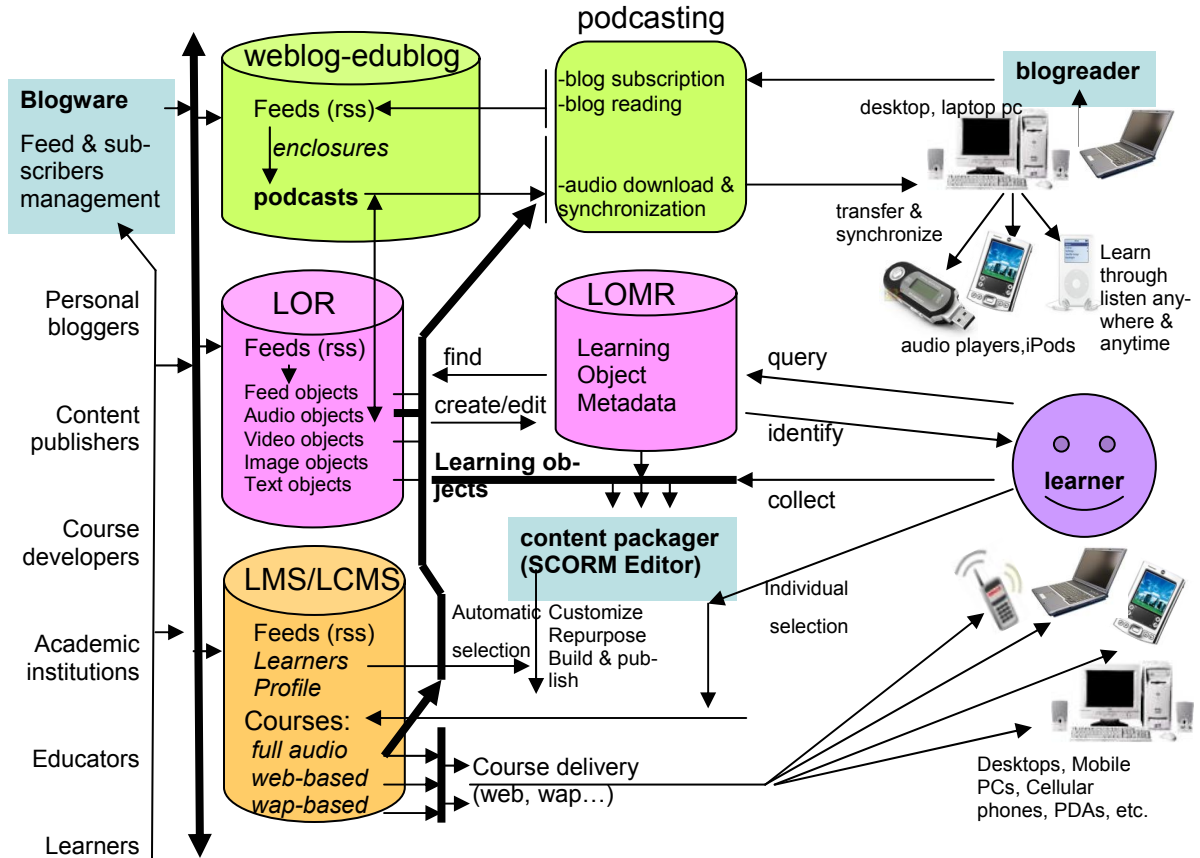 podcasting
weblog-edublog
Feeds (rss)
enclosures
podcasts
-blog subscription
-blog reading
-audio download &
synchronization
blogreader
desktop, laptop pc
transfer &
synchronize
Learn
through
listen any-
where &
anytime
audio players,iPods
Blogware
Feed & sub-
scribers
management
Personal
bloggers
Content
publishers
Course
developers
Academic
institutions
Educators
Learners
LOR
Feeds (rss)
Feed objects
Audio objects
Video objects
Image objects
Text objects
find
create/edit
Learning ob-
jects
LOMR
Learning
Object
Metadata
query
identify
collect
learner
content packager
(SCORM Editor)
Automatic
selection
Customize
Repurpose
Build & pub-
lish
Individual
selection
LMS/LCMS
Feeds (rss)
Learners
Profile
Courses:
full audio
web-based
wap-based
Course delivery
(web, wap…)
Desktops, Mobile
PCs, Cellular
phones, PDAs, etc.